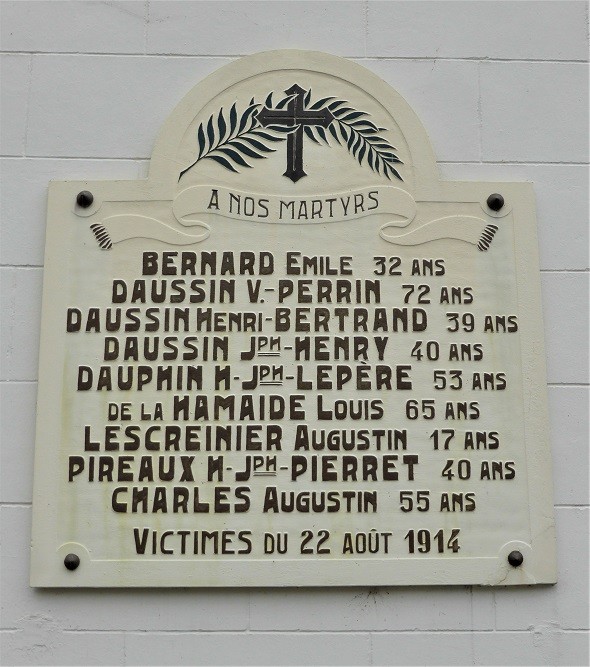 A NOS MARTYRS
BERNARD EMILE 32 ANS
DAUSSIN V.-PERRIN 72 ANS
DAUSSIN HENRI-BERTRAND 39 ANS
DAUSSIN JPH-HENRY 40 ANS
DAUPHIN H-JPH-LEPÈRE 53 ANS
DE LA HAMAIDE LOUIS 65 ANS
LESCREINIER AUGUSTIN 17 ANS
PIREAUX H-JPH-PIERRET 40 ANS
CHARLES AUGUSTIN 55 ANS
VICTIMES DU 22 AOÛT 1914